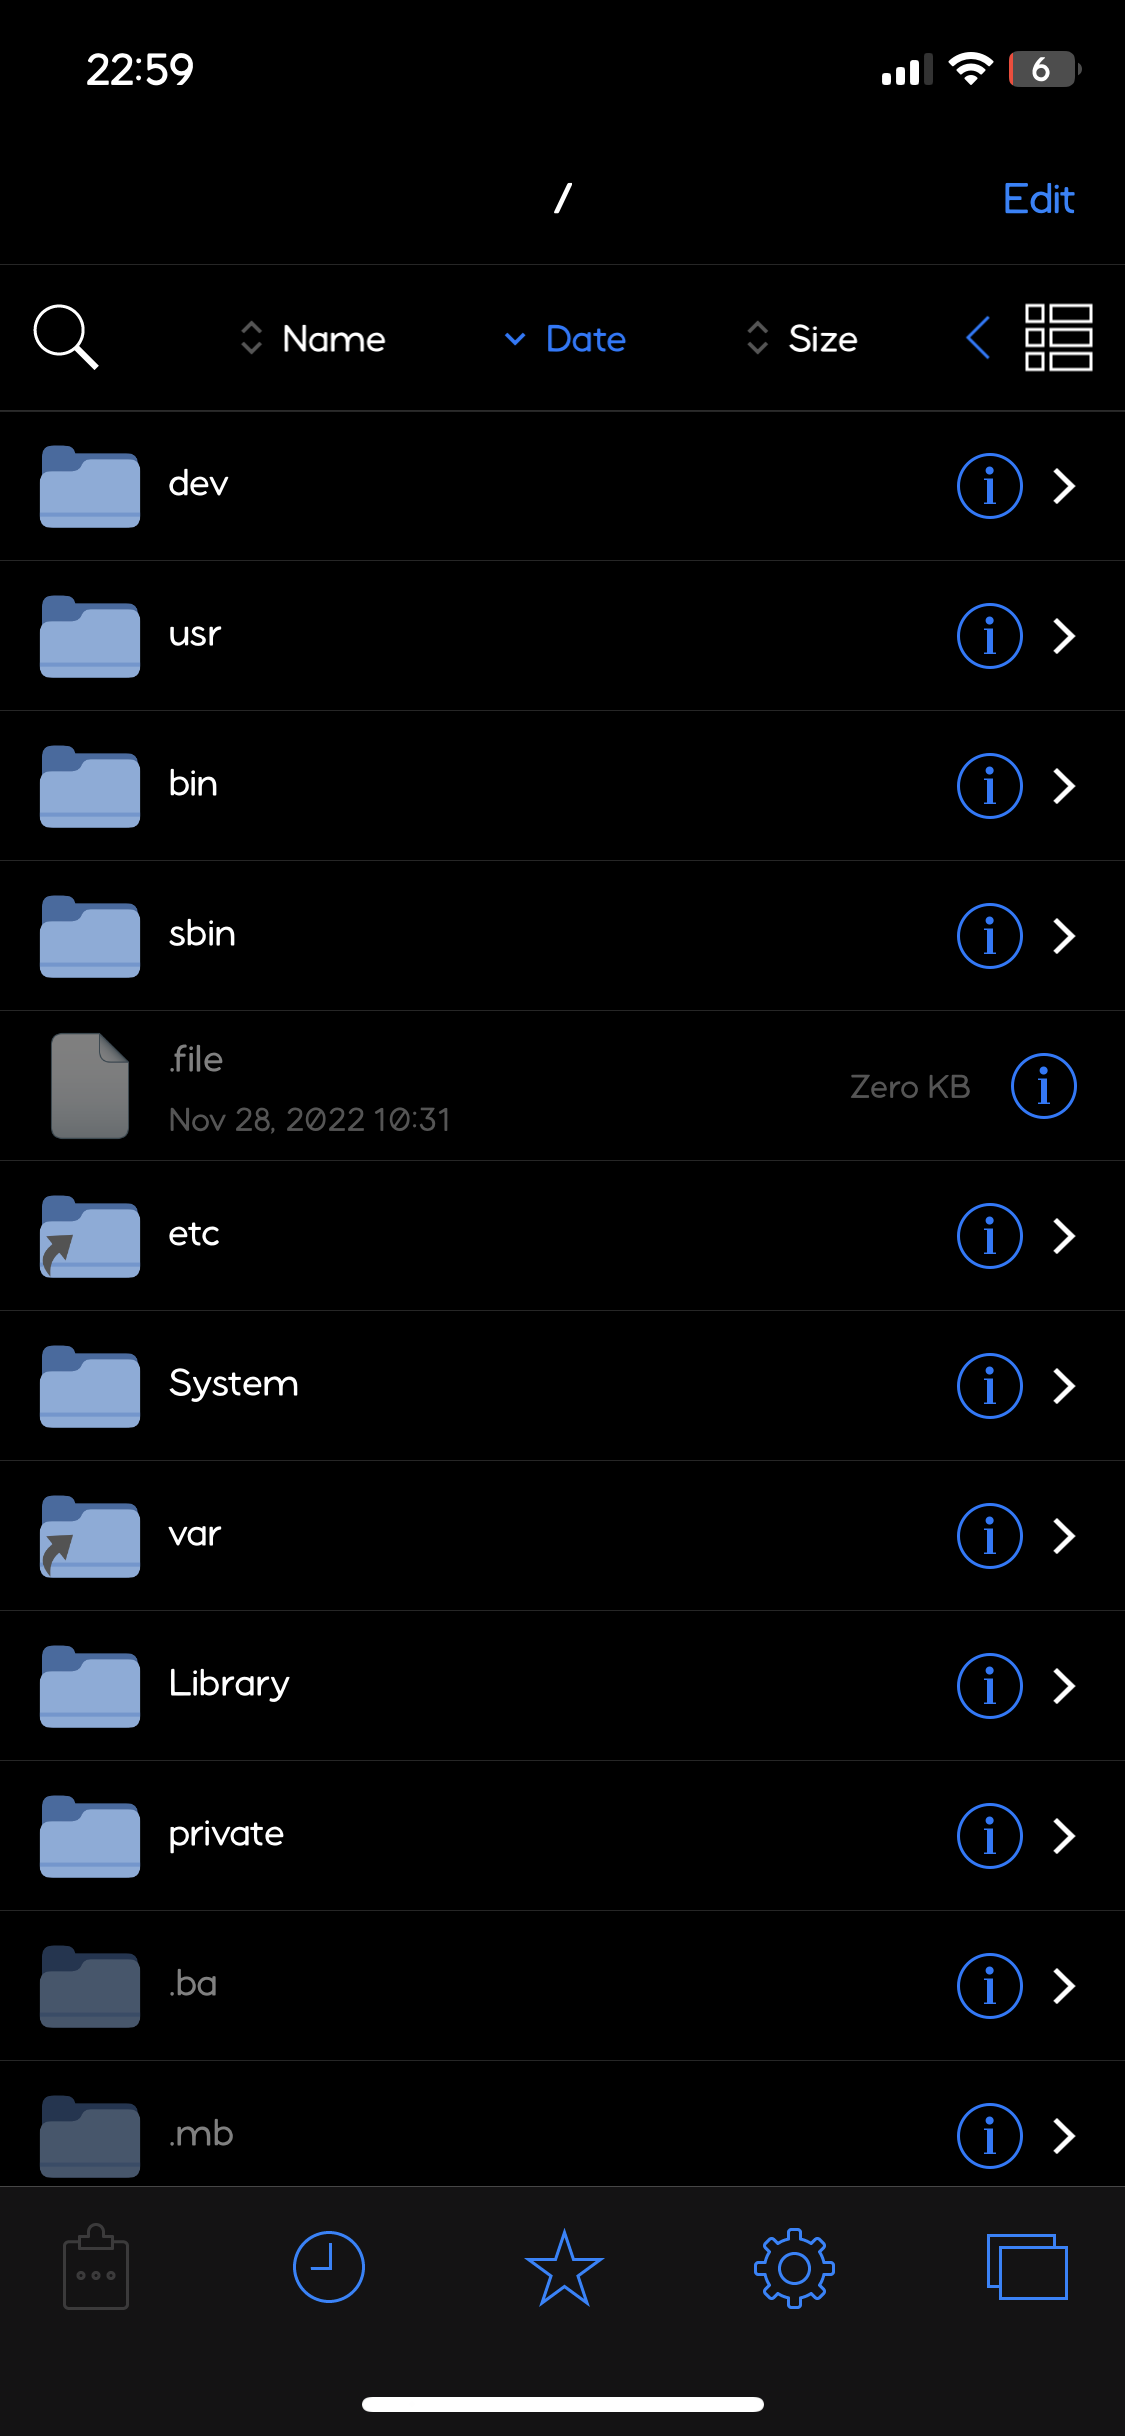 22:59
6
/
Edit
Name
Date
Size
dev
usr
bin
sbin
.file
Nov 28, 2022 10:31
Zero KB
etc
System
var
Library
private
.ba
.mb